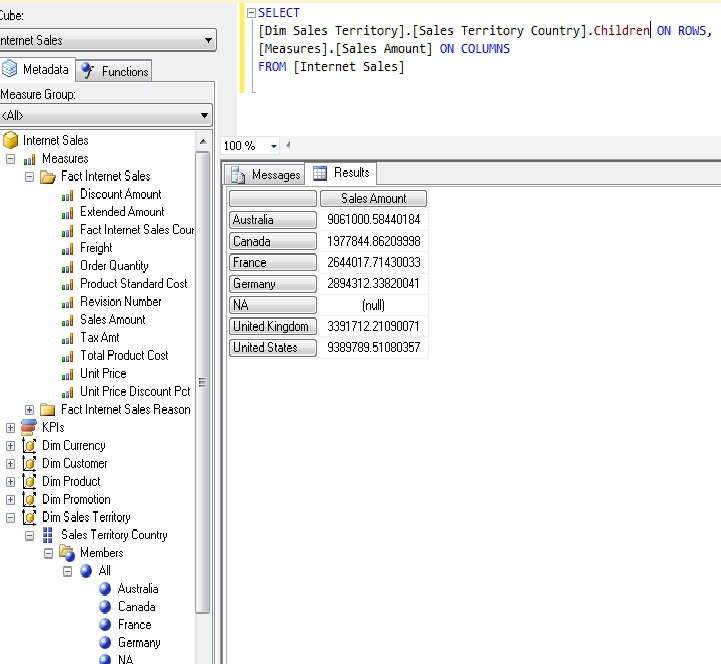 Cube:
Internet Sales
Metadata
Functions
Measure Group:
<All>
Internet Sales
Measures
Fact Internet Sales
Discount Amount
Extended Amount
Fact Internet Sales Coun
Freight
Order Quantity
Product Standard Cost
Revision Number
Sales Amount
Tax Amt
Total Product Cost
Unit Price
Unit Price Discount Pct
Fact Internet Sales Reason
KPIs
Dim Currency
Dim Customer
Dim Product
Dim Promotion
Dim Sales Territory
Sales Territory Country
Members
All
Australia
Canada
France
Germany
NA
SELECT
[Dim Sales Territory].[Sales Territory Country].Children ON ROWS,
[Measures].[Sales Amount] ON COLUMNS
FROM [Internet Sales]
100 %
Messages
Results
Sales Amount
Australia 9061000.58440184
Canada 1977844.86209998
France 2644017.71430033
Germany 2894312.33820041
NA (null)
United Kingdom 3391712.21090071
United States 9389789.51080357